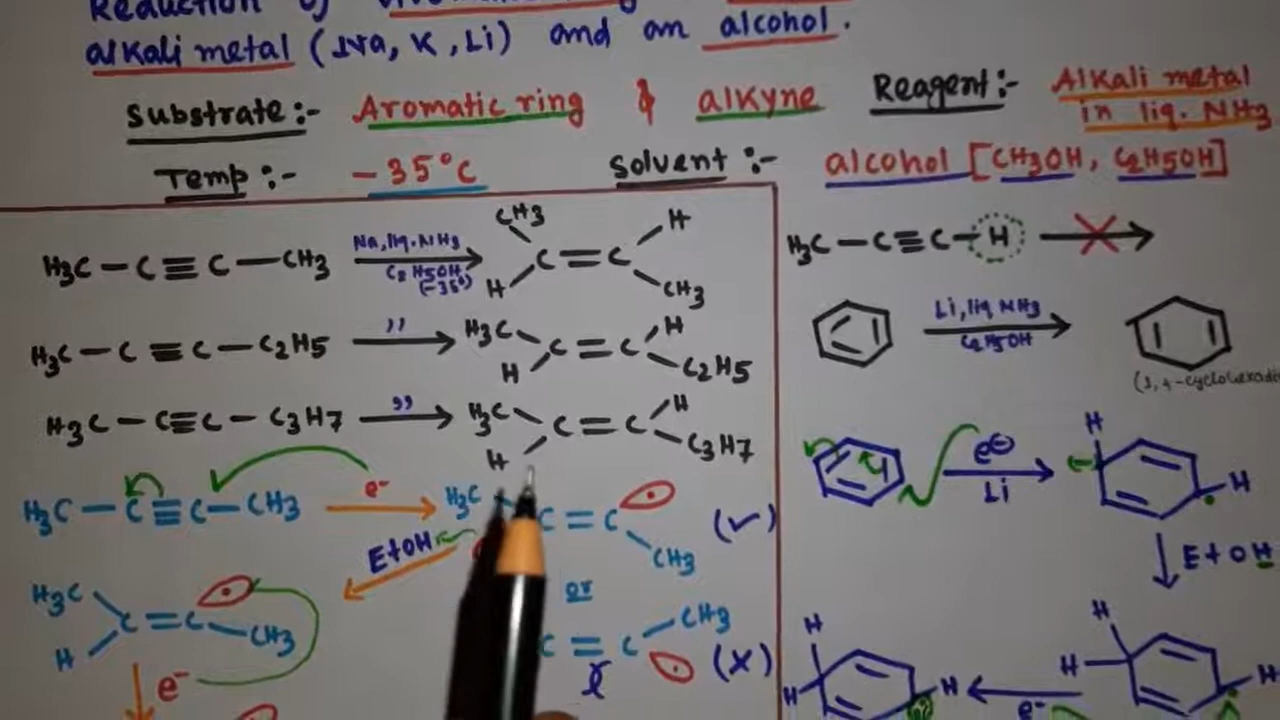 Reduction of
alkali metal (Na, K, Li) and an alcohol.
Substrate:- Aromatic ring & alkyne Reagent:- Alkali metal
in liq. NH3
Temp:- -35°C Solvent:- alcohol [CH3OH, C2H5OH]
H3C-C≡C-CH3 Na, liq. NH3 C2H5OH (-35°) CH3 H C=C H CH3
H3C-C≡C-H
H3C-C≡C-C2H5 ,, H3C H C=C H C2H5
Li, liq NH3 C2H5OH
H3C-C≡C-C3H7 ,, H3C H C=C H C3H7
H3C-C≡C-CH3 e- H3C C=C CH3 (✓)
e⊖ Li H H
EtOH or
EtOH
H3C H C=C CH3
C=C CH3 (x)
e-
H H H
H H e-